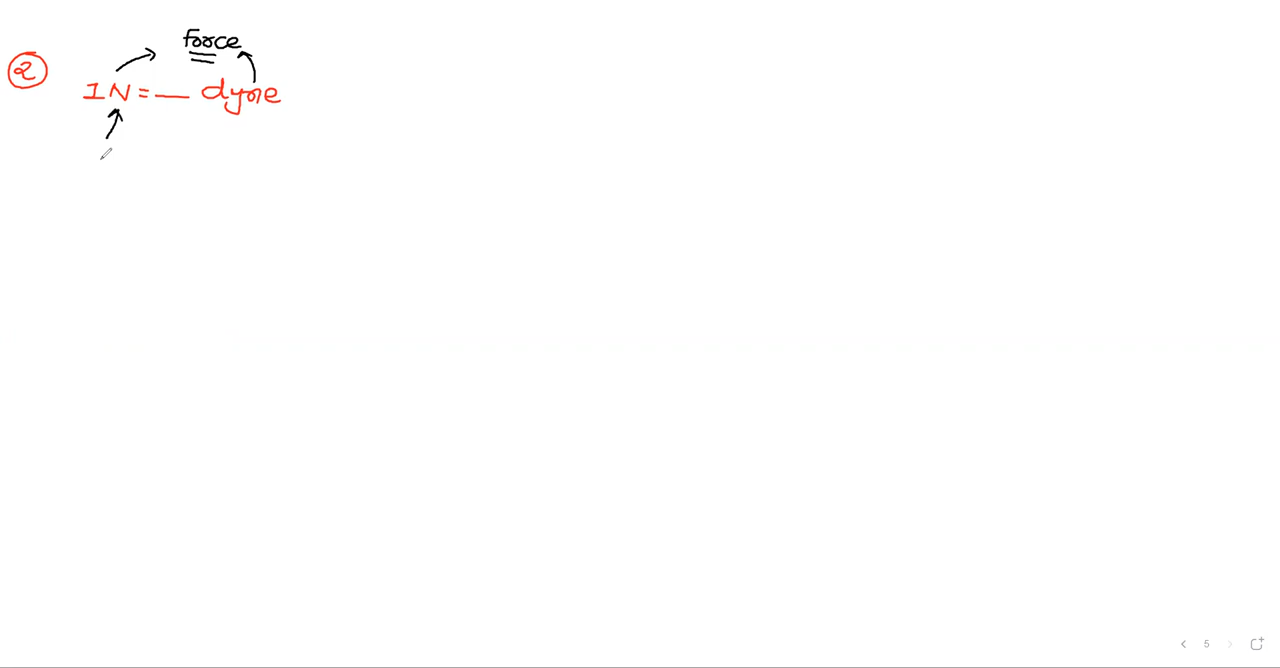 force
② 1N = __ dyne
5